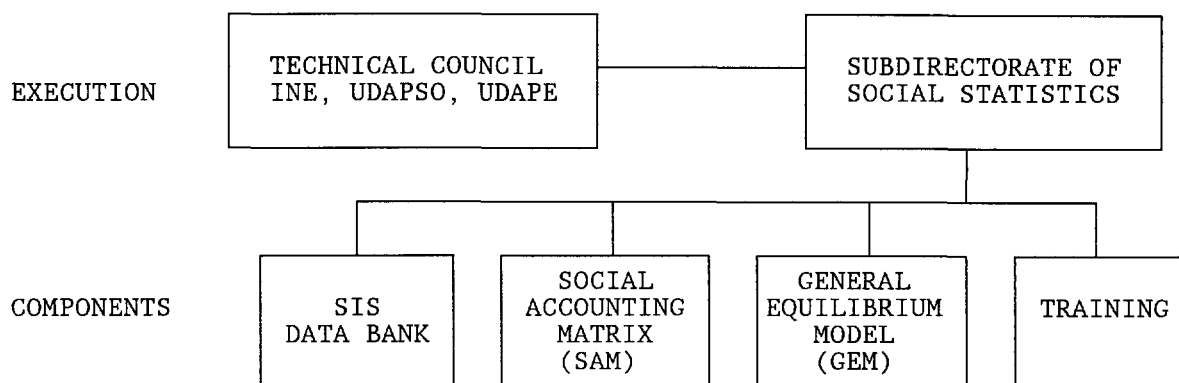 EXECUTION
TECHNICAL COUNCIL
INE, UDAPSO, UDAPE
SUBDIRECTORATE OF
SOCIAL STATISTICS
COMPONENTS
SIS
DATA BANK
SOCIAL
ACCOUNTING
MATRIX
(SAM)
GENERAL
EQUILIBRIUM
MODEL
(GEM)
TRAINING